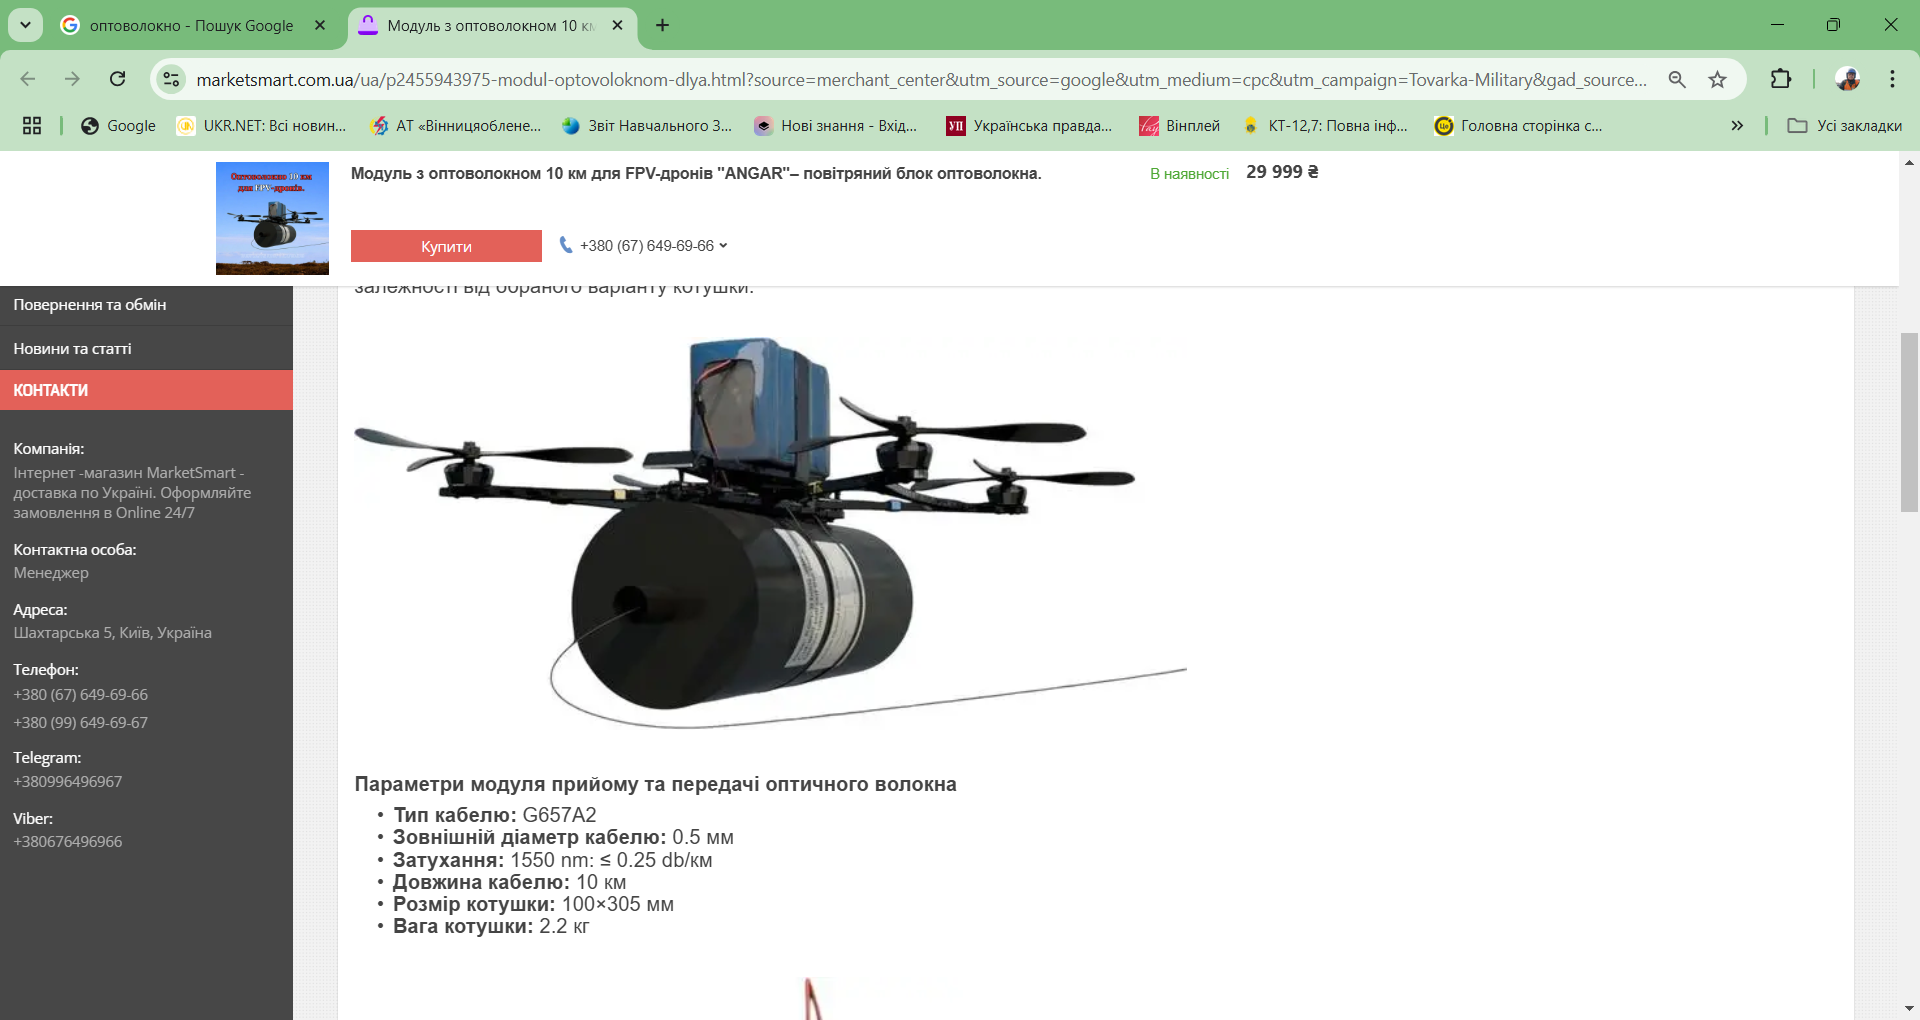 оптоволокно - Пошук Google
Модуль з оптоволокном 10 км
marketsmart.com.ua/ua/p2455943975-modul-optovoloknom-dlya.html?source=merchant_center&utm_source=google&utm_medium=cpc&utm_campaign=Tovarka-Military&gad_source...
Google
UKR.NET: Всі новин...
АТ «Вінницяоблене...
Звіт Навчального З...
Нові знання - Вхід...
УП Українська правда...
Вінплей
КТ-12,7: Повна інф...
Головна сторінка с...
Усі закладки
Оптоволокно 10 км
для FPV-дронів.
Модуль з оптоволокном 10 км для FPV-дронів "ANGAR"– повітряний блок оптоволокна.
В наявності 29 999 ₴
Купити
+380 (67) 649-69-66
залежності від обраного варіанту котушки.
Повернення та обмін
Новини та статті
КОНТАКТИ
Компанія:
Інтернет -магазин MarketSmart -
доставка по Україні. Оформляйте
замовлення в Online 24/7
Контактна особа:
Менеджер
Адреса:
Шахтарська 5, Київ, Україна
Телефон:
+380 (67) 649-69-66
+380 (99) 649-69-67
Telegram:
+380996496967
Viber:
+380676496966
Параметри модуля прийому та передачі оптичного волокна
• Тип кабелю: G657A2
• Зовнішній діаметр кабелю: 0.5 мм
• Затухання: 1550 nm: ≤ 0.25 db/км
• Довжина кабелю: 10 км
• Розмір котушки: 100×305 мм
• Вага котушки: 2.2 кг